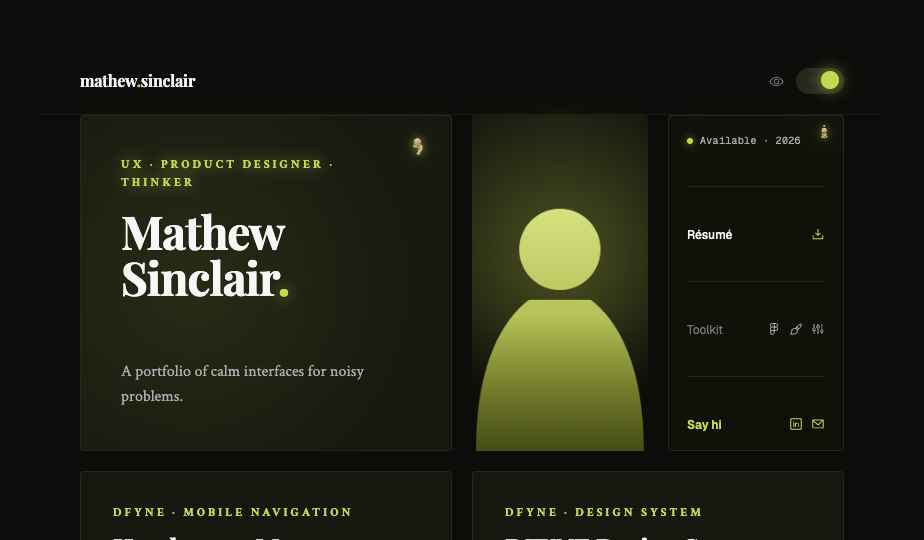 mathew.sinclair
UX · PRODUCT DESIGNER ·
THINKER
Mathew
Sinclair.
A portfolio of calm interfaces for noisy
problems.
Available · 2026
Résumé
Toolkit
Say hi
in
DFYNE · MOBILE NAVIGATION
DFYNE · DESIGN SYSTEM